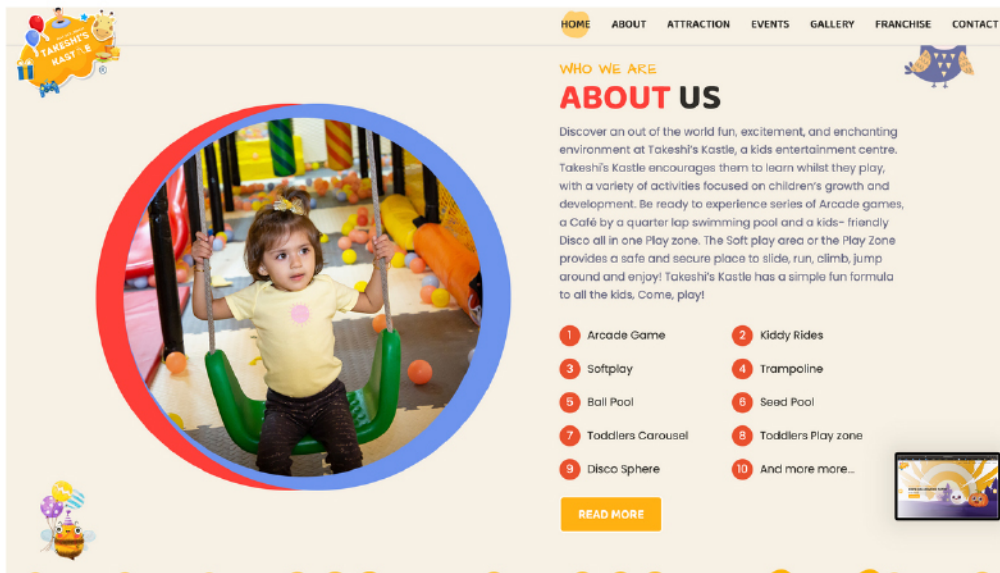 TAKESHI'S
KAST
®
HOME ABOUT ATTRACTION EVENTS GALLERY FRANCHISE CONTACT
WHO WE ARE
ABOUT US
Discover an out of the world fun, excitement, and enchanting
environment at Takeshi's Kastle, a kids entertainment centre.
Takeshi's Kastle encourages them to learn whilst they play,
with a variety of activities focused on children's growth and
development. Be ready to experience series of Arcade games,
a Café by a quarter lap swimming pool and a kids- friendly
Disco all in one Play zone. The Soft play area or the Play Zone
provides a safe and secure place to slide, run, climb, jump
around and enjoy! Takeshi's Kastle has a simple fun formula
to all the kids, Come, play!
1 Arcade Game 2 Kiddy Rides
3 Softplay 4 Trampoline
5 Ball Pool 6 Seed Pool
7 Toddlers Carousel 8 Toddlers Play zone
9 Disco Sphere 10 And more more...
READ MORE